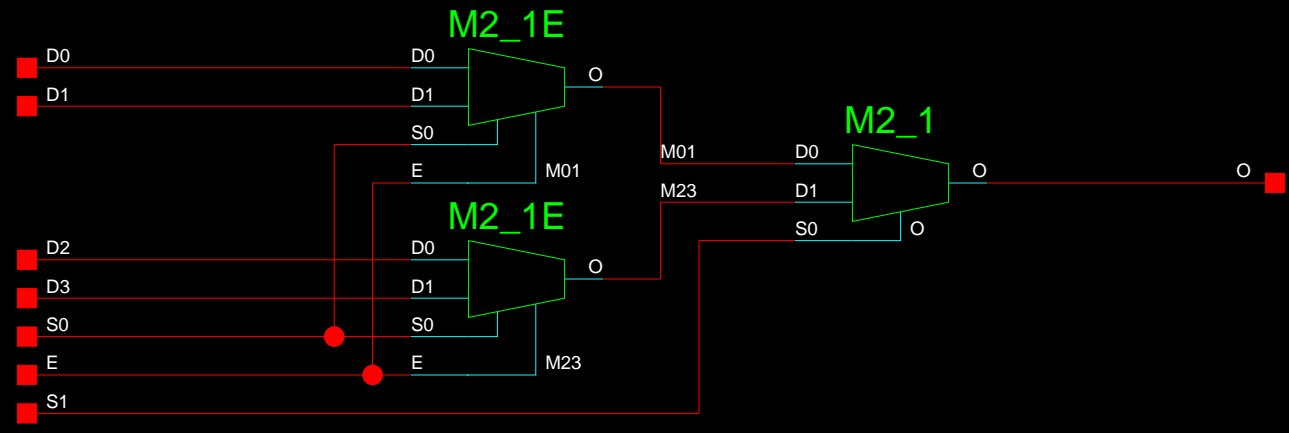 M2_1E
D0 D0
O
D1 D1
M2_1
S0
M01 D0
E M01
O O
M23 D1
M2_1E
S0 O
D2 D0
O
D3 D1
S0 S0
E E M23
S1